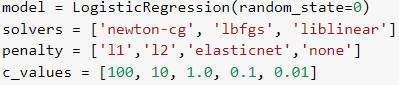 model = LogisticRegression(random_state=0)
solvers = ['newton-cg', 'lbfgs', 'liblinear']
penalty = ['l1','l2','elasticnet','none']
c_values = [100, 10, 1.0, 0.1, 0.01]